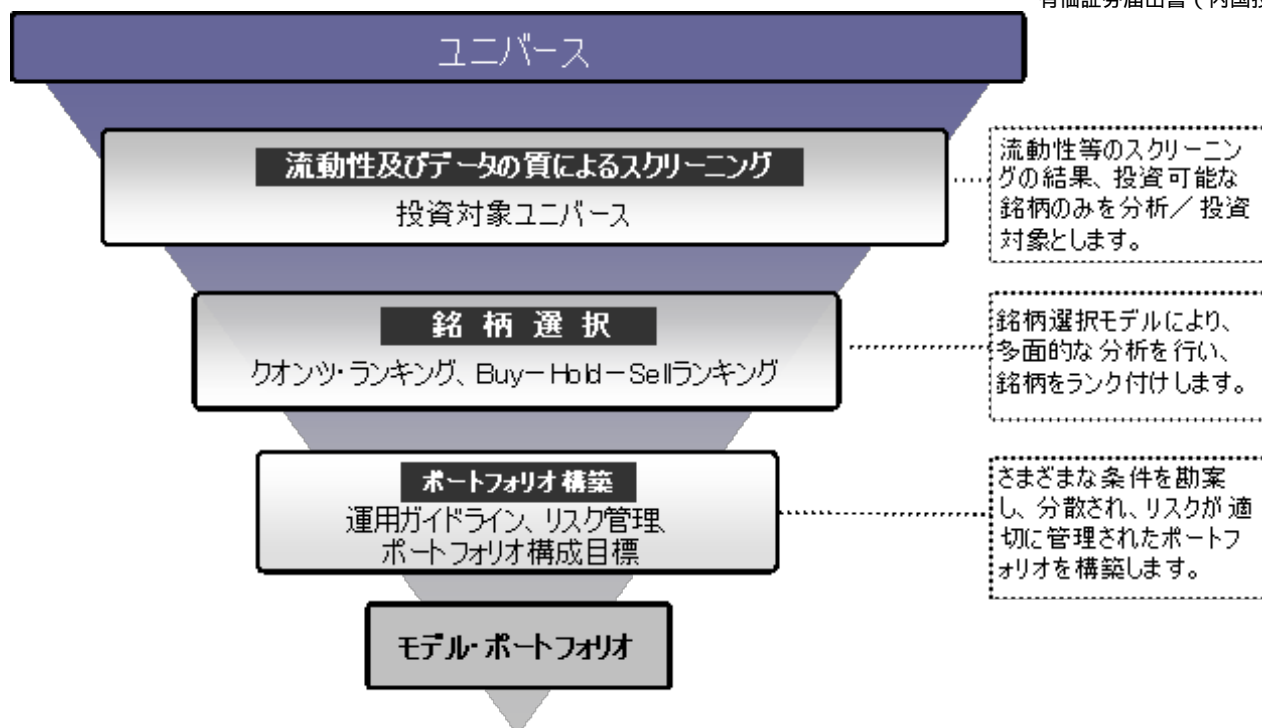 有価証券届出書(内国投
ユニバース
流動性及びデータの質によるスクリーニング
投資対象ユニバース
流動性等のスクリーニン
グの結果、投資可能な
銘柄のみを分析／投資
対象とします。
銘柄選択
クオンツ・ランキング、Buy－Hold－Sellランキング
銘柄選択モデルにより、
多面的な分析を行い、
銘柄をランク付けします。
ポートフォリオ構築
運用ガイドライン、リスク管理、
ポートフォリオ構成目標
さまざまな条件を勘案
し、分散され、リスクが適
切に管理されたポートフ
ォリオを構築します。
モデル・ポートフォリオ